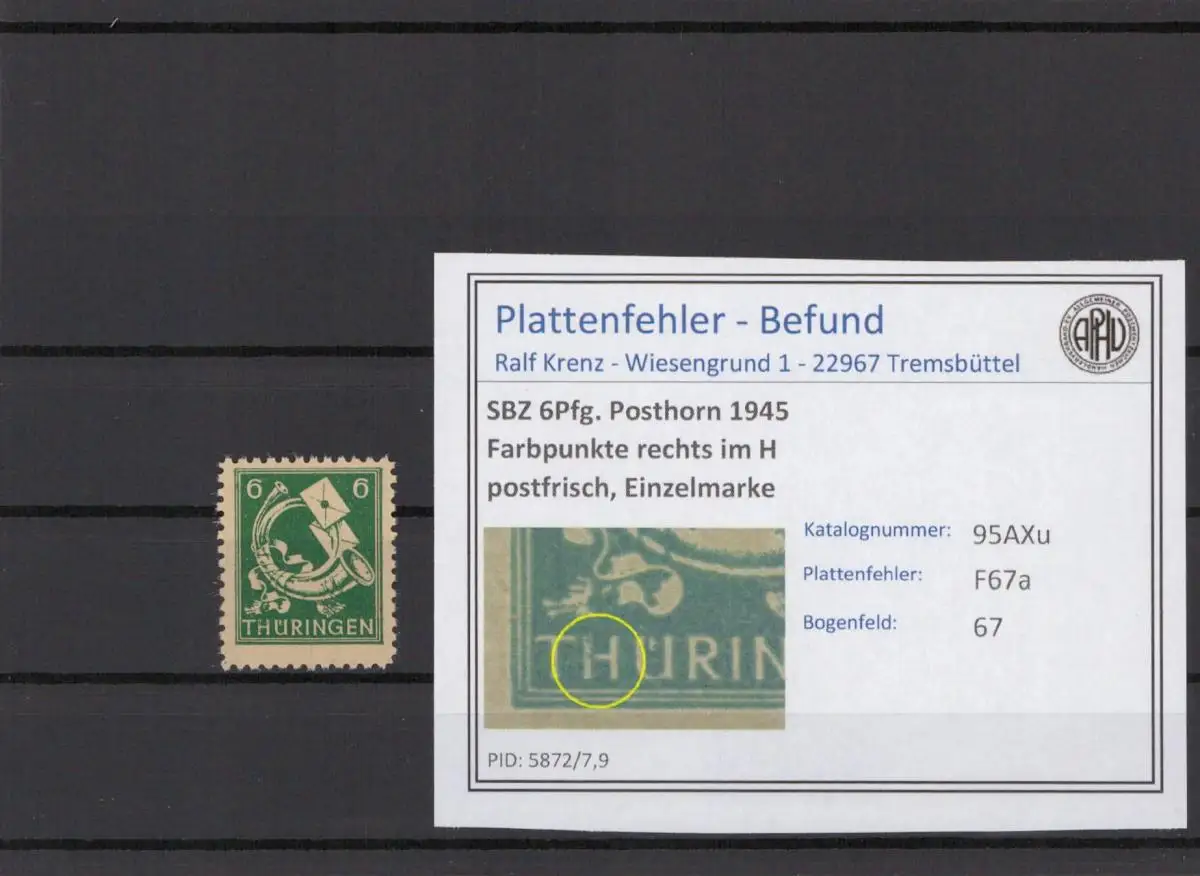 6 6
THÜRINGEN
Plattenfehler - Befund
Ralf Krenz - Wiesengrund 1 - 22967 Tremsbüttel
APHV
SBZ 6Pfg. Posthorn 1945
Farbpunkte rechts im H
postfrisch, Einzelmarke
THÜRIN
Katalognummer: 95AXu
Plattenfehler: F67a
Bogenfeld: 67
PID: 5872/7,9